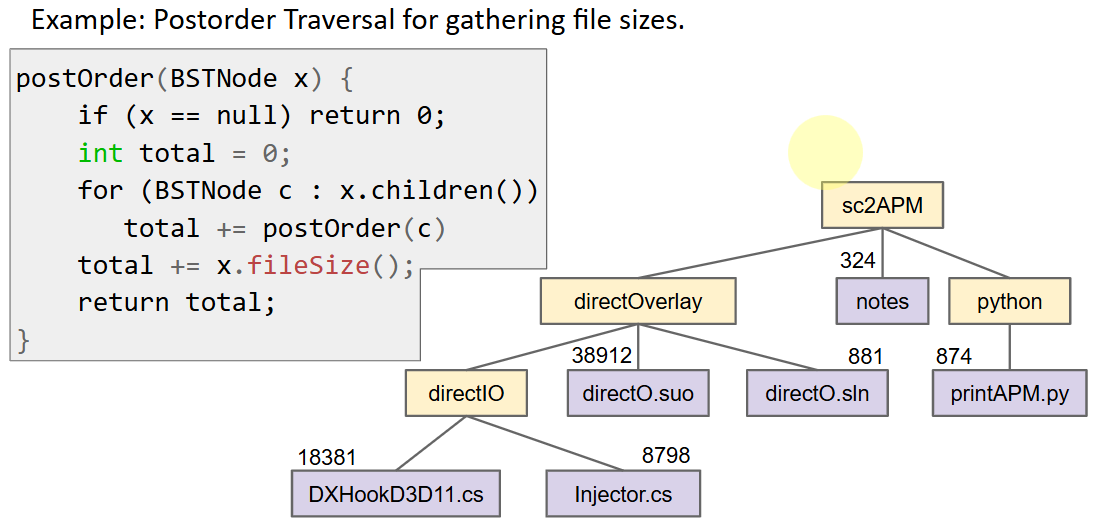 Example: Postorder Traversal for gathering file sizes.
postOrder(BSTNode x) {
    if (x == null) return 0;
    int total = 0;
    for (BSTNode c : x.children())
       total += postOrder(c)
    total += x.fileSize();
    return total;
}
sc2APM
324
directOverlay
notes
python
38912
881
874
directIO
directO.suo
directO.sln
printAPM.py
18381
8798
DXHookD3D11.cs
Injector.cs